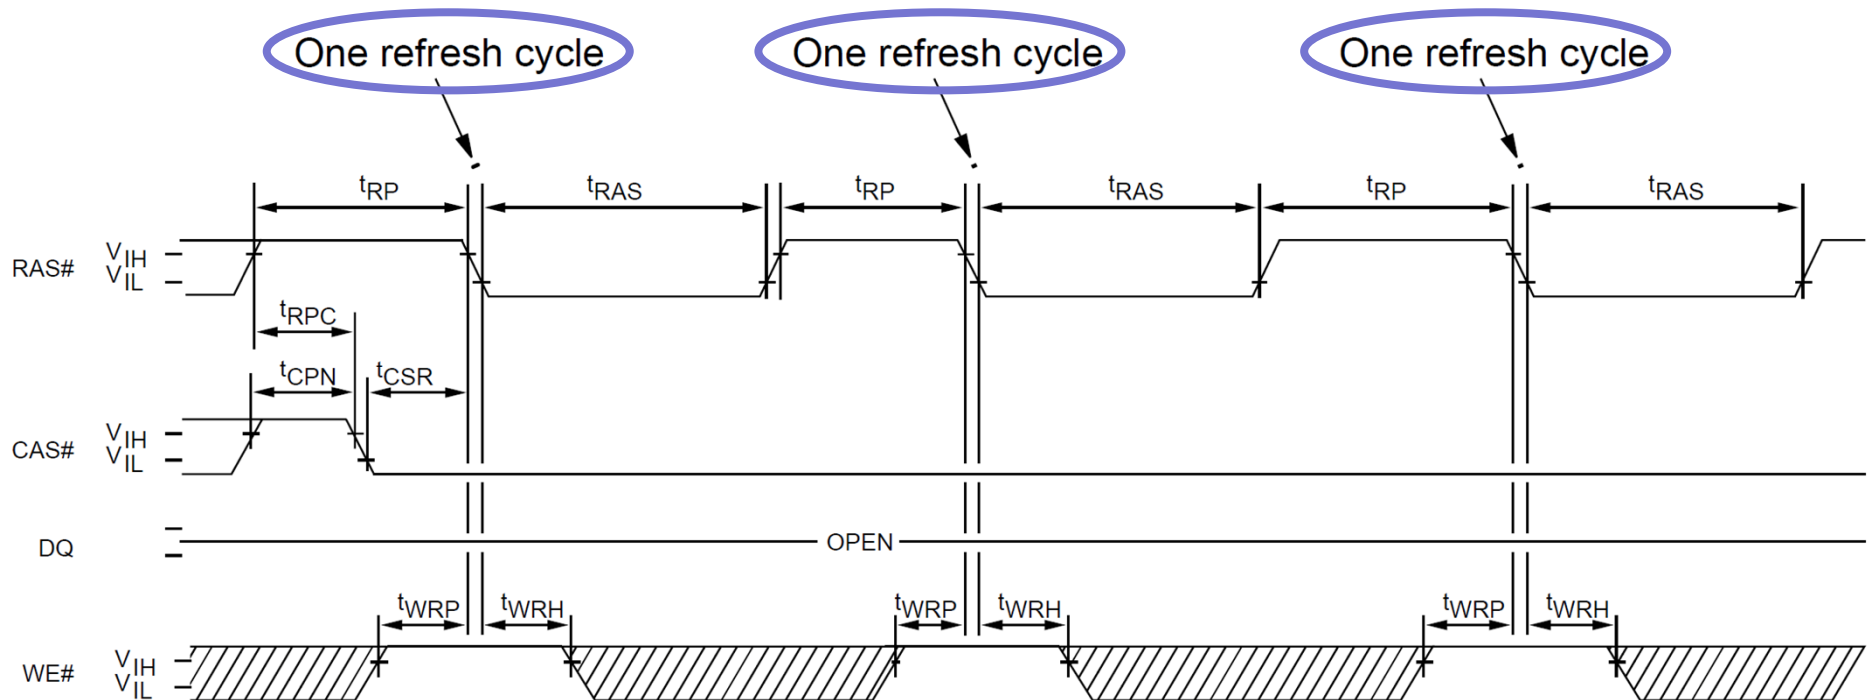 One refresh cycle One refresh cycle One refresh cycle
tRP tRAS tRP tRAS tRP tRAS
RAS# VIH
VIL
tRPC
tCPN tCSR
CAS# VIH
VIL
DQ OPEN
tWRP tWRH tWRP tWRH tWRP tWRH
WE# VIH
VIL